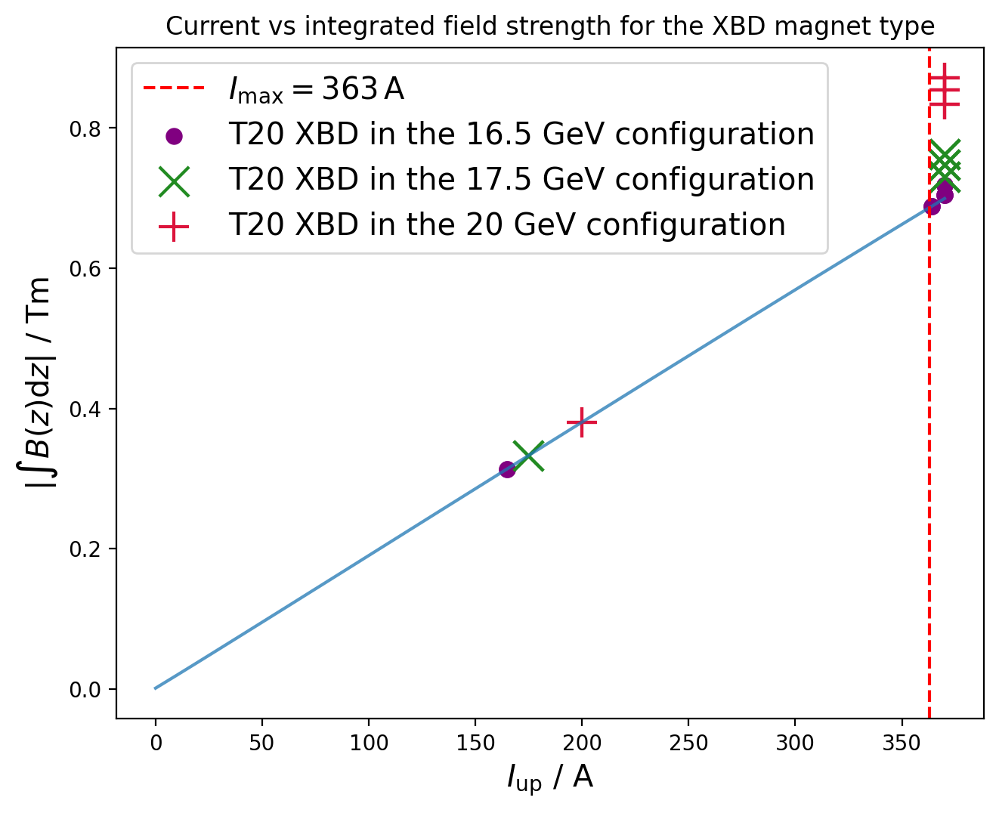 Current vs integrated field strength for the XBD magnet type
I_max = 363 A
T20 XBD in the 16.5 GeV configuration
T20 XBD in the 17.5 GeV configuration
T20 XBD in the 20 GeV configuration
|∫B(z)dz| / Tm
0.8
0.6
0.4
0.2
0.0
0 50 100 150 200 250 300 350
I_up / A